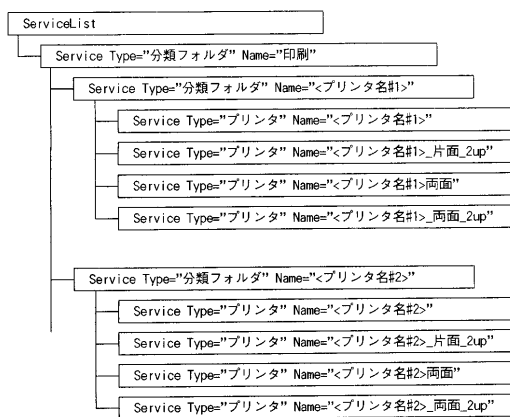 ServiceList
Service Type="分類フォルダ" Name="印刷"
Service Type="分類フォルダ" Name="<プリンタ名#1>"
Service Type="プリンタ" Name="<プリンタ名#1>"
Service Type="プリンタ" Name="<プリンタ名#1>_片面_2up"
Service Type="プリンタ" Name="<プリンタ名#1>両面"
Service Type="プリンタ" Name="<プリンタ名#1>_両面_2up"
Service Type="分類フォルダ" Name="<プリンタ名#2>"
Service Type="プリンタ" Name="<プリンタ名#2>"
Service Type="プリンタ" Name="<プリンタ名#2>_片面_2up"
Service Type="プリンタ" Name="<プリンタ名#2>両面"
Service Type="プリンタ" Name="<プリンタ名#2>_両面_2up"